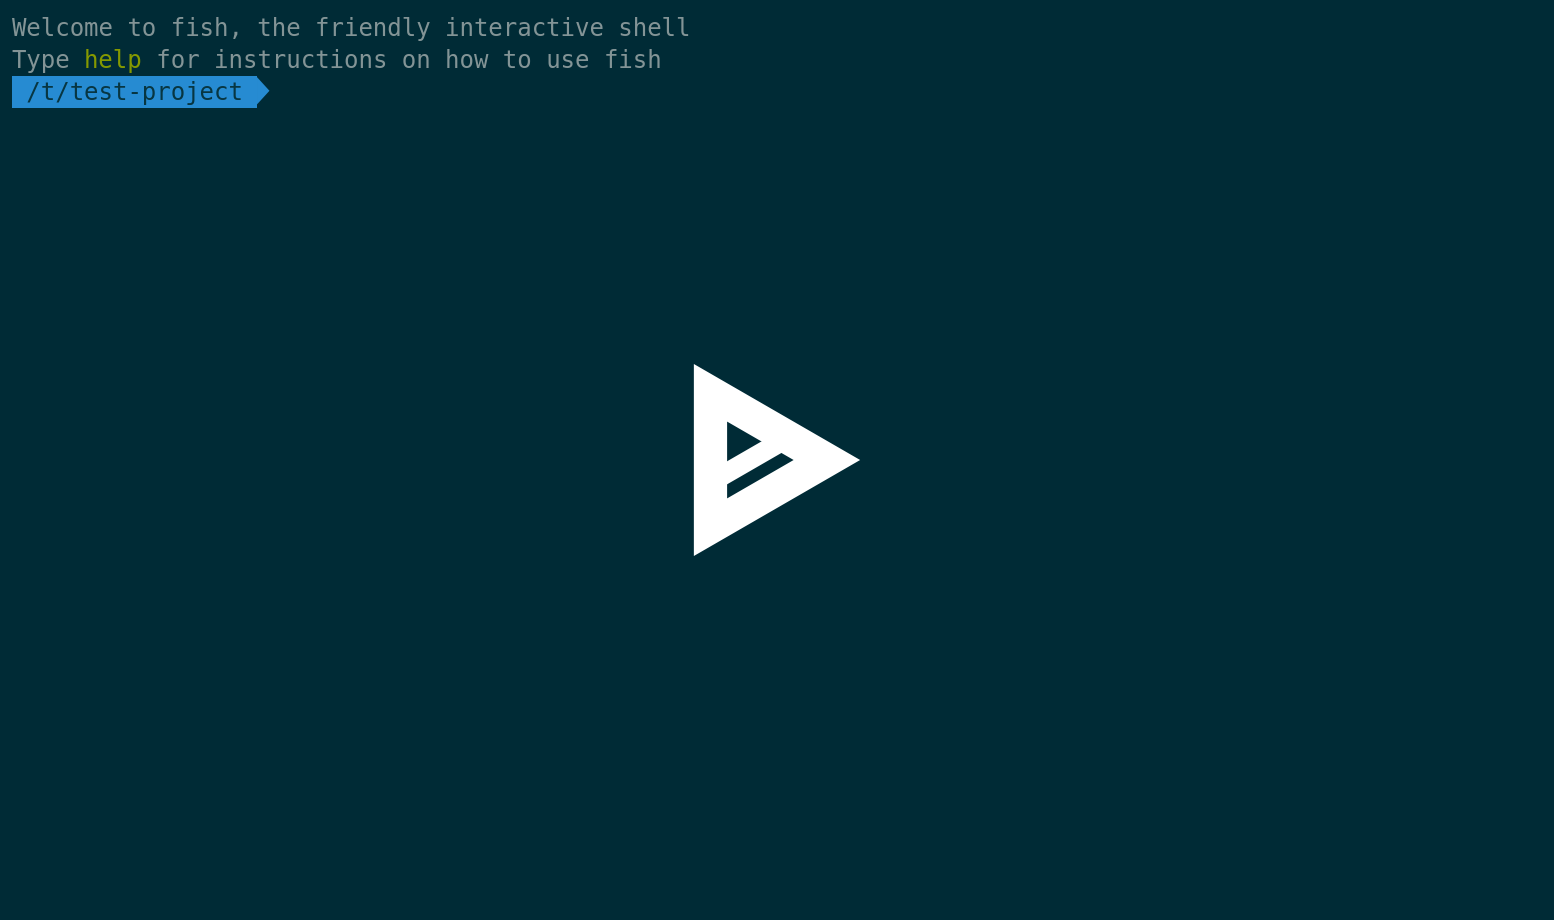 Welcome to fish, the friendly interactive shell
Type help for instructions on how to use fish
/t/test-project